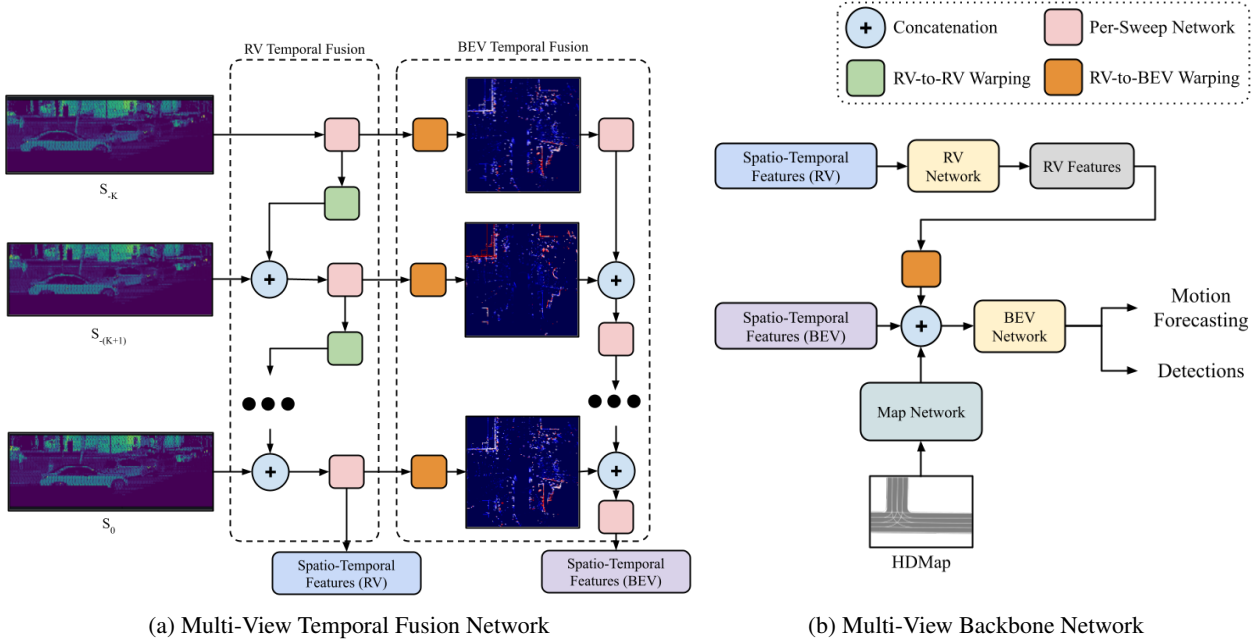 RV Temporal Fusion
BEV Temporal Fusion
S-K
S-(K+1)
S0
Spatio-Temporal
Features (RV)
Spatio-Temporal
Features (BEV)
(a) Multi-View Temporal Fusion Network
+ Concatenation
Per-Sweep Network
RV-to-RV Warping
RV-to-BEV Warping
Spatio-Temporal
Features (RV)
RV
Network
RV Features
Spatio-Temporal
Features (BEV)
BEV
Network
Motion
Forecasting
Detections
Map Network
HDMap
(b) Multi-View Backbone Network